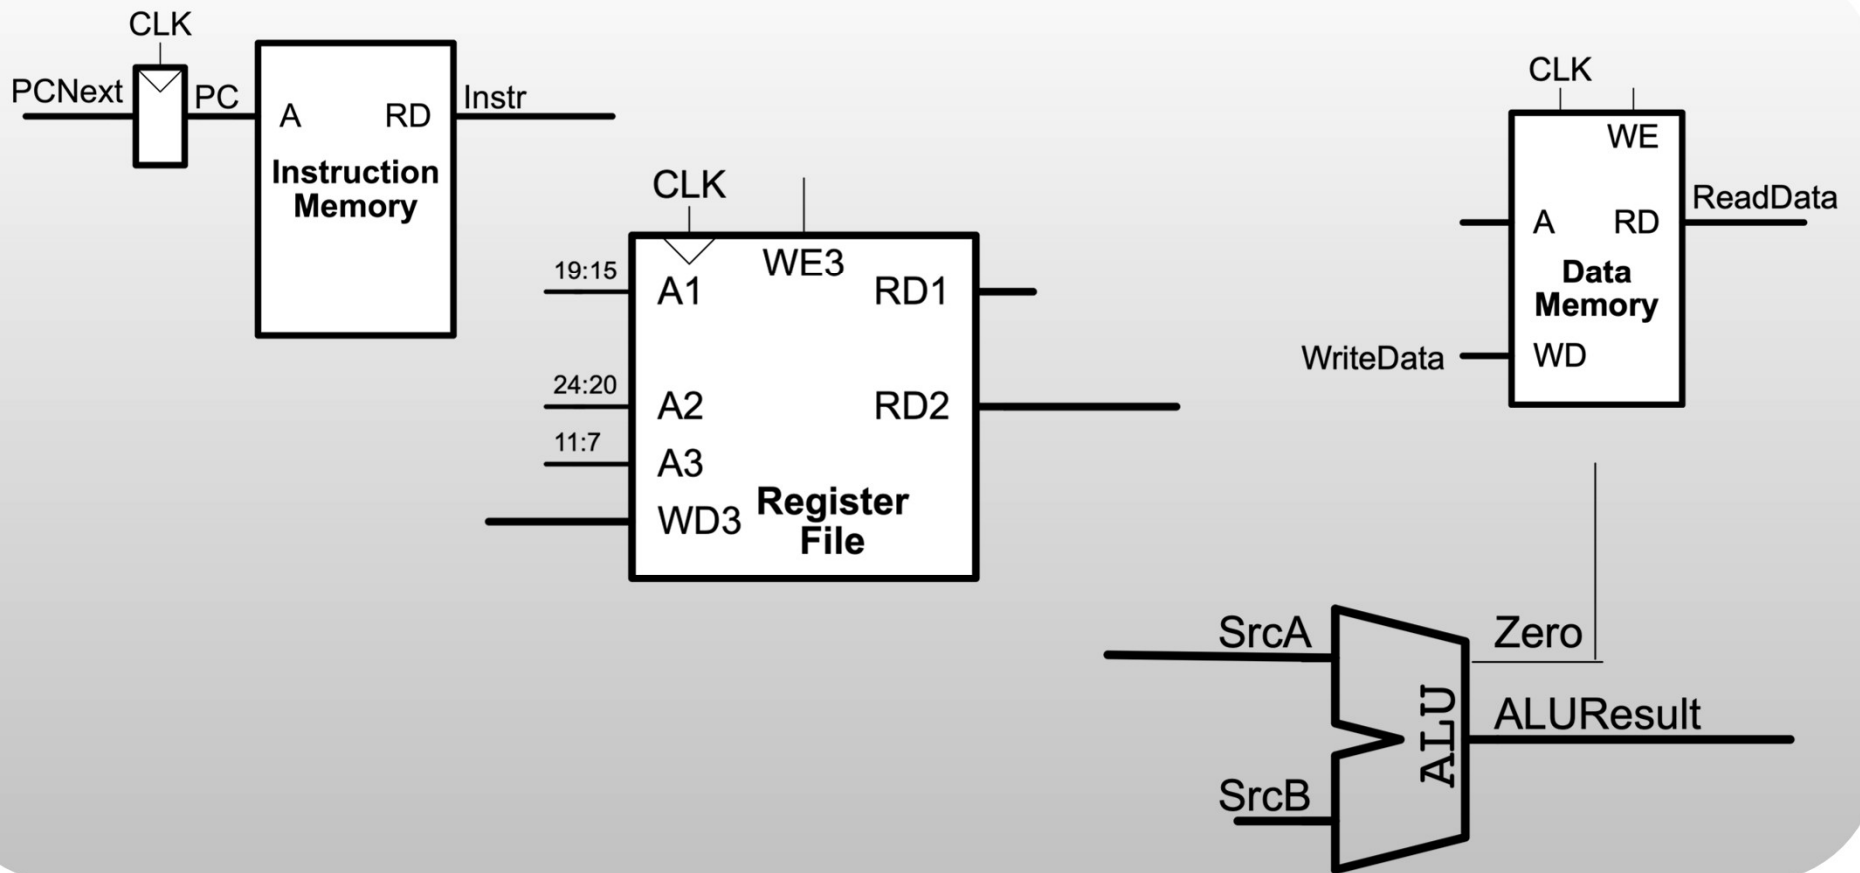 CLK
PCNext
PC
A
RD
Instr
Instruction
Memory
CLK
WE3
19:15
A1
RD1
24:20
A2
RD2
11:7
A3
WD3
Register
File
CLK
WE
A
RD
ReadData
Data
Memory
WriteData
WD
SrcA
Zero
ALU
ALUResult
SrcB